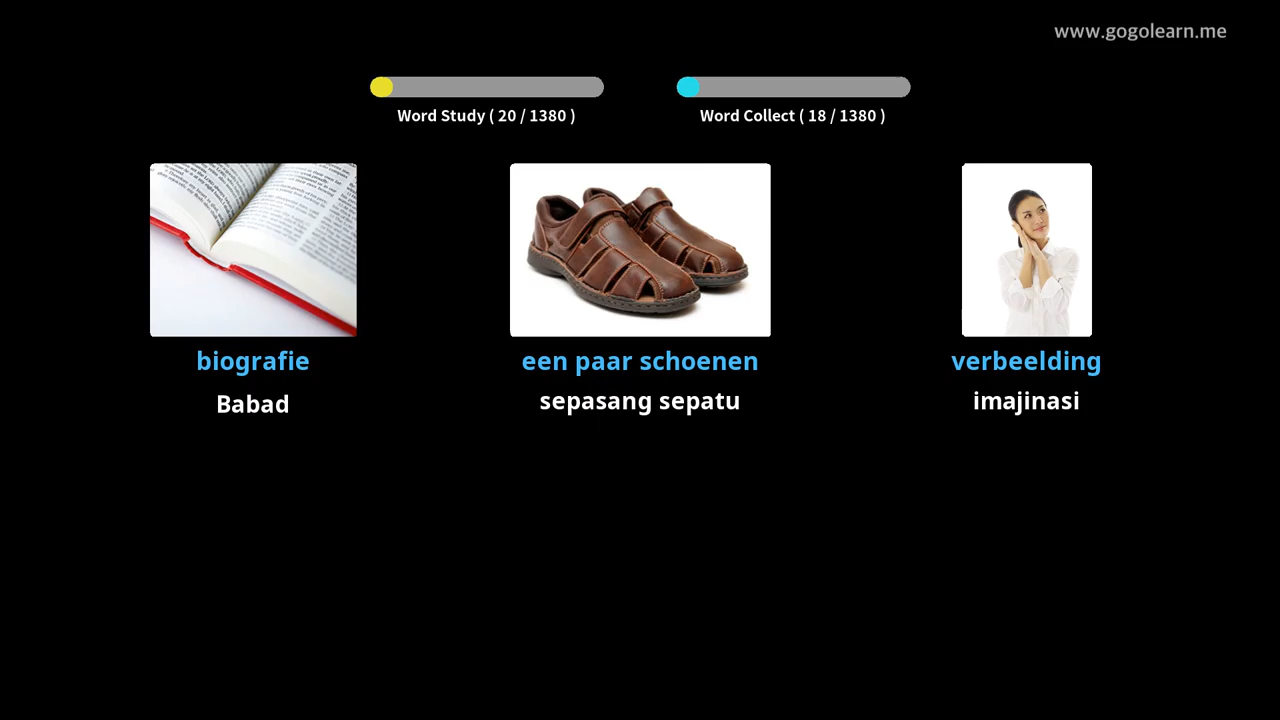 www.gogolearn.me
Word Study ( 20 / 1380 )
Word Collect ( 18 / 1380 )
biografie
een paar schoenen
verbeelding
Babad
sepasang sepatu
imajinasi